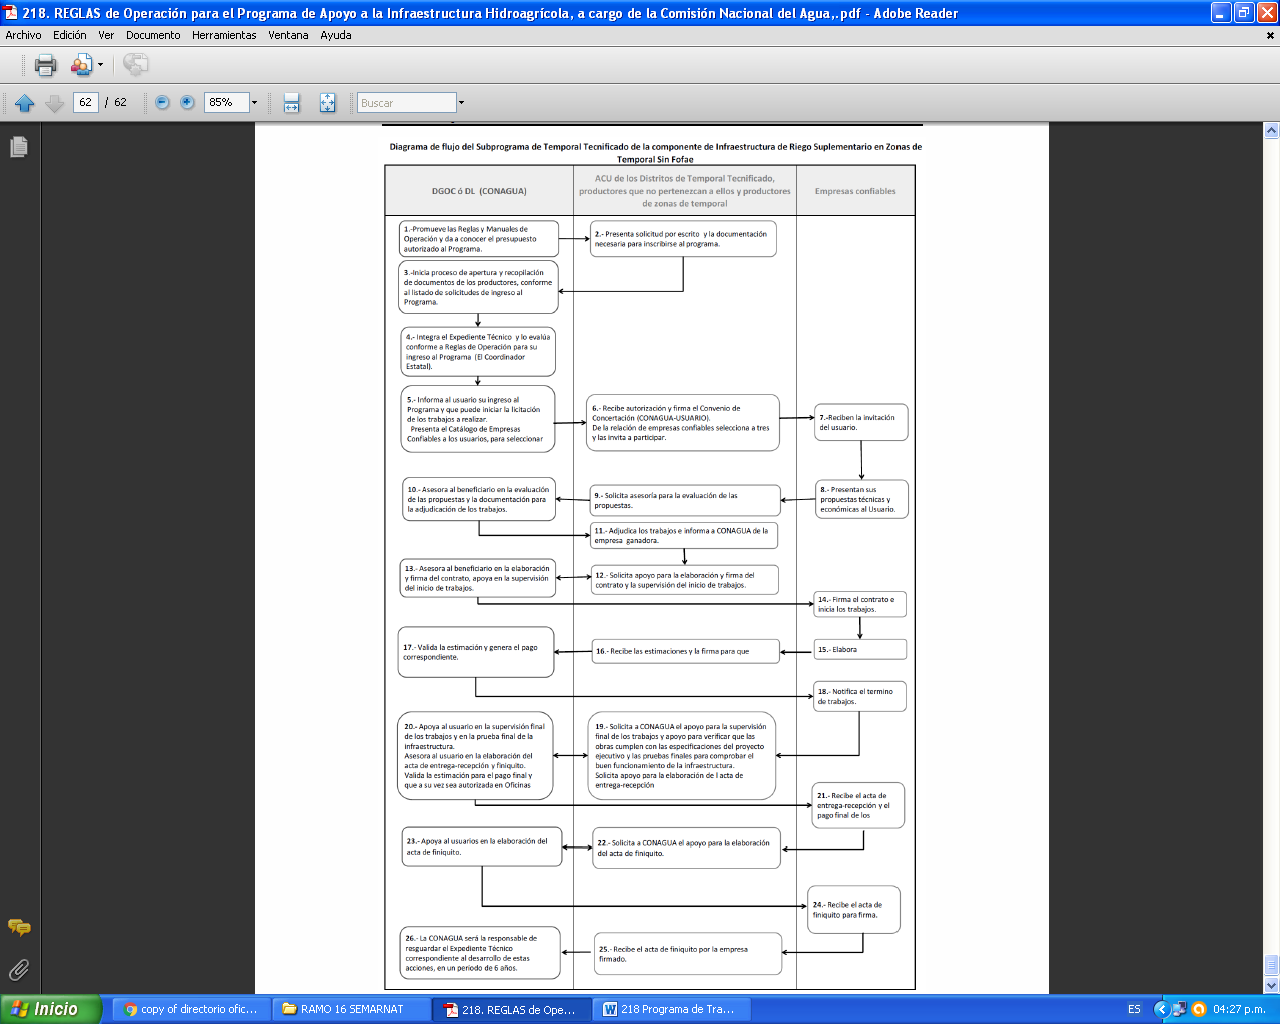 218. REGLAS de Operación para el Programa de Apoyo a la Infraestructura Hidroagrícola, a cargo de la Comisión Nacional del Agua,.pdf - Adobe Reader
Archivo Edición Ver Documento Herramientas Ventana Ayuda
62 / 62 85% Buscar
Diagrama de flujo del Subprograma de Temporal Tecnificado de la componente de Infraestructura de Riego Suplementario en Zonas de
Temporal Sin Fofae
DGOC ó DL (CONAGUA)
ACU de los Distritos de Temporal Tecnificado,
productores que no pertenezcan a ellos y productores
de zonas de temporal
Empresas confiables
1.-Promueve las Reglas y Manuales de
Operación y da a conocer el presupuesto
autorizado al Programa.
2.- Presenta solicitud por escrito y la documentación
necesaria para inscribirse al programa.
3.-Inicia proceso de apertura y recopilación
de documentos de los productores, conforme
al listado de solicitudes de ingreso al
Programa.
4.- Integra el Expediente Técnico y lo evalúa
conforme a Reglas de Operación para su
ingreso al Programa (El Coordinador
Estatal).
5.- Informa al usuario su ingreso al
Programa y que puede iniciar la licitación
de los trabajos a realizar.
Presenta el Catálogo de Empresas
Confiables a los usuarios, para seleccionar
6.- Recibe autorización y firma el Convenio de
Concertación (CONAGUA-USUARIO).
De la relación de empresas confiables selecciona a tres
y las invita a participar.
7.-Reciben la invitación
del usuario.
8.- Presentan sus
propuestas técnicas y
económicas al Usuario.
9.- Solicita asesoría para la evaluación de las
propuestas.
10.- Asesora al beneficiario en la evaluación
de las propuestas y la documentación para
la adjudicación de los trabajos.
11.- Adjudica los trabajos e informa a CONAGUA de la
empresa ganadora.
12.- Solicita apoyo para la elaboración y firma del
contrato y la supervisión del inicio de trabajos.
13.- Asesora al beneficiario en la elaboración
y firma del contrato, apoya en la supervisión
del inicio de trabajos.
14.- Firma el contrato e
inicia los trabajos.
15.- Elabora
16.- Recibe las estimaciones y la firma para que
17.- Valida la estimación y genera el pago
correspondiente.
18.- Notifica el termino
de trabajos.
19.- Solicita a CONAGUA el apoyo para la supervisión
final de los trabajos y apoyo para verificar que las
obras cumplen con las especificaciones del proyecto
ejecutivo y las pruebas finales para comprobar el
buen funcionamiento de la infraestructura.
Solicita apoyo para la elaboración de l acta de
entrega-recepción
20.- Apoya al usuario en la supervisión final
de los trabajos y en la prueba final de la
infraestructura.
Asesora al usuario en la elaboración del
acta de entrega-recepción y finiquito.
Valida la estimación para el pago final y
que a su vez sea autorizada en Oficinas
21.- Recibe el acta de
entrega-recepción y el
pago final de los
22.- Solicita a CONAGUA el apoyo para la elaboración
del acta de finiquito.
23.- Apoya al usuarios en la elaboración del
acta de finiquito.
24.- Recibe el acta de
finiquito para firma.
25.- Recibe el acta de finiquito por la empresa
firmado.
26.- La CONAGUA será la responsable de
resguardar el Expediente Técnico
correspondiente al desarrollo de estas
acciones, en un periodo de 6 años.
Inicio
copy of directorio ofic...
RAMO 16 SEMARNAT
218. REGLAS de Ope...
218 Programa de Tra...
ES
04:27 p.m.